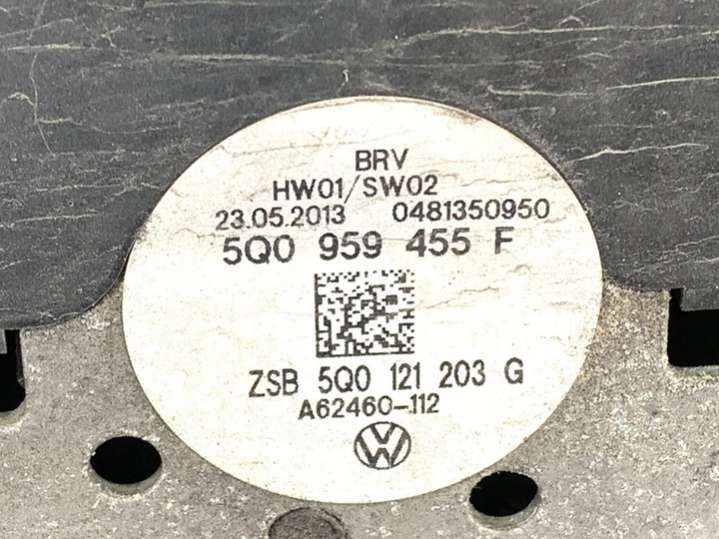 BRV
HW01/SW02
23.05.2013 0481350950
5Q0 959 455 F
ZSB 5Q0 121 203 G
A62460-112
VW